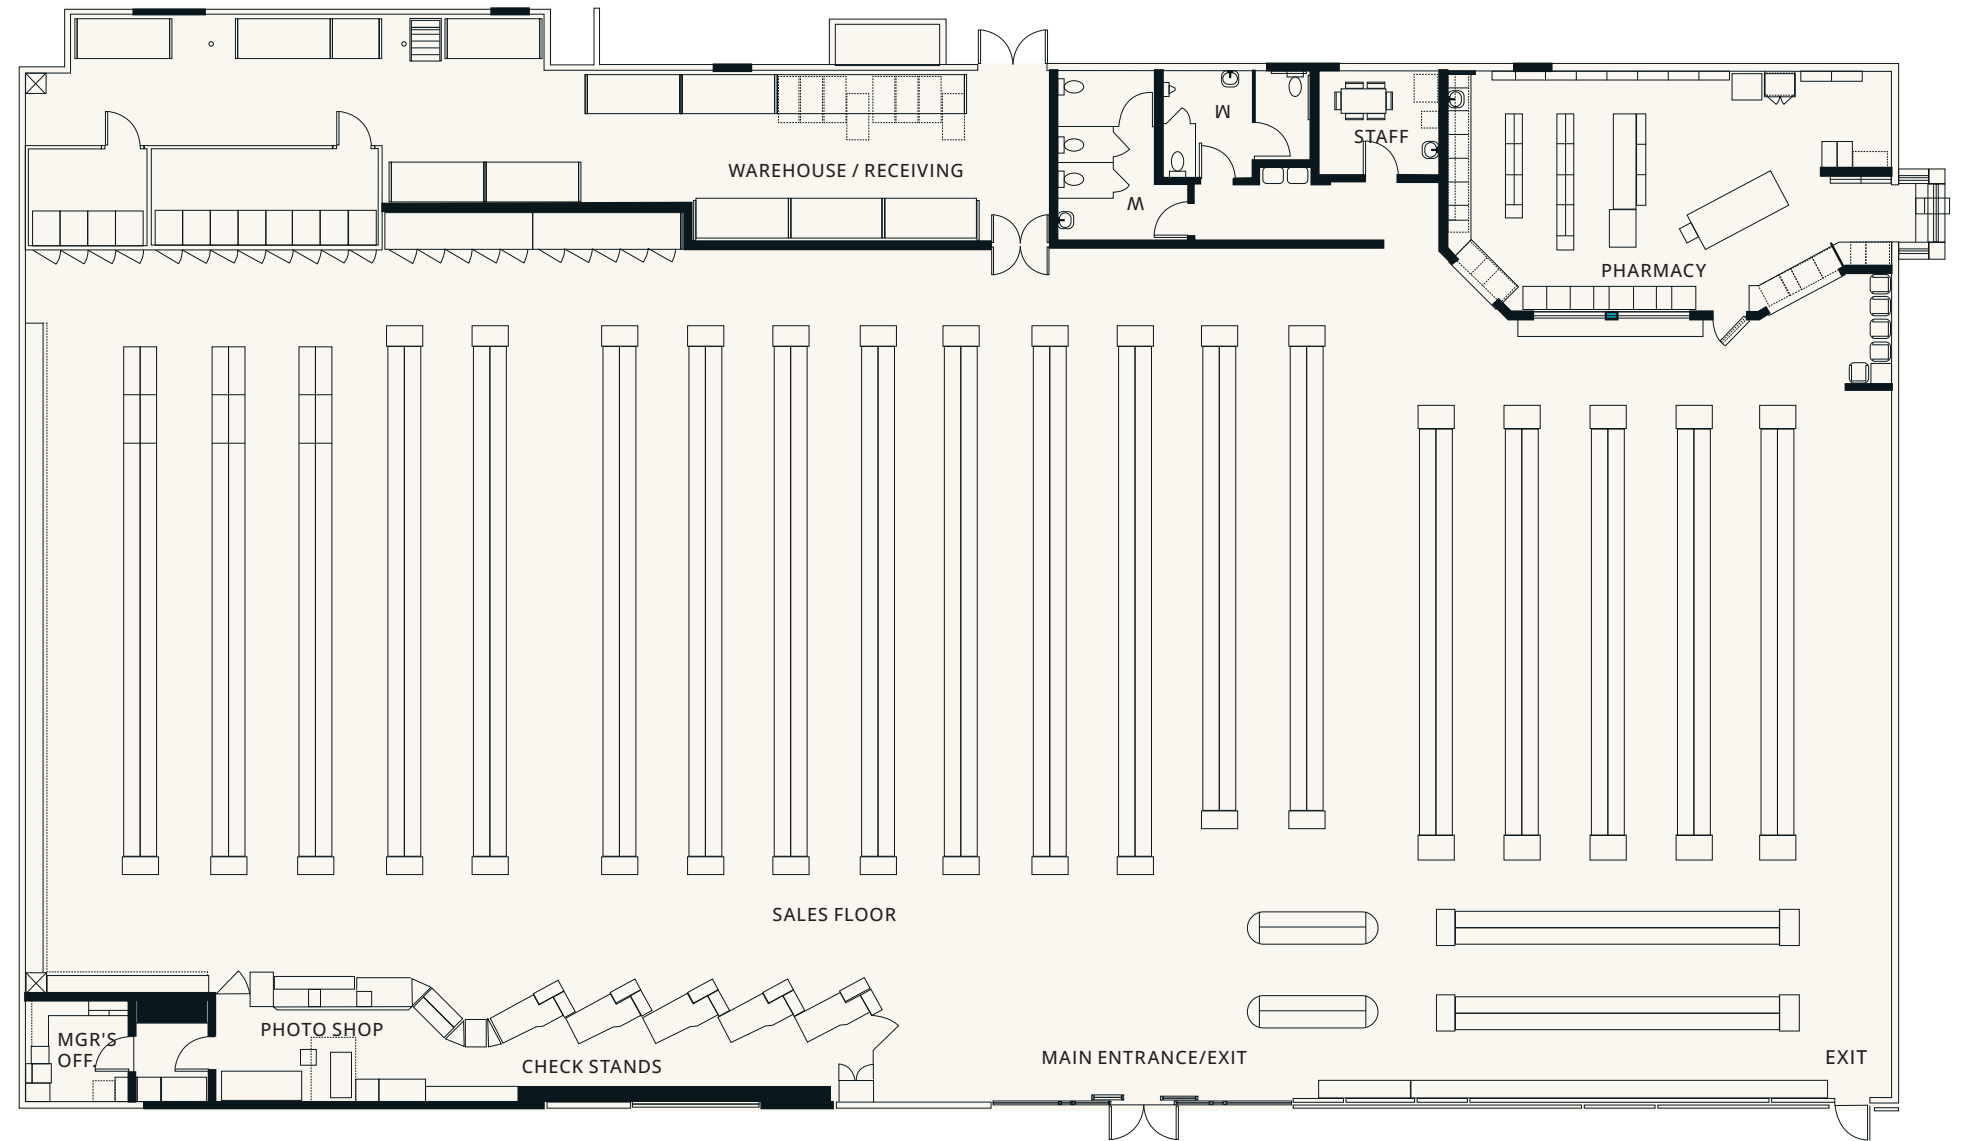 WAREHOUSE / RECEIVING
M
STAFF
W
PHARMACY
SALES FLOOR
PHOTO SHOP
MGR'S
OFF.
CHECK STANDS
MAIN ENTRANCE/EXIT
EXIT